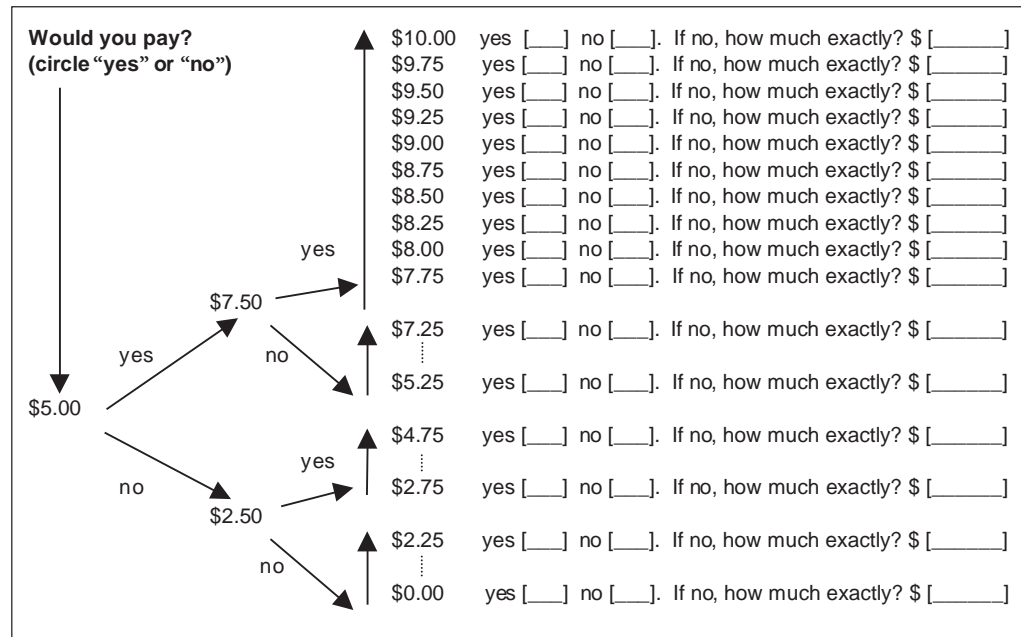 Would you pay?
(circle “yes” or “no”)
$10.00 yes [___] no [___]. If no, how much exactly? $ [______]
$9.75 yes [___] no [___]. If no, how much exactly? $ [______]
$9.50 yes [___] no [___]. If no, how much exactly? $ [______]
$9.25 yes [___] no [___]. If no, how much exactly? $ [______]
$9.00 yes [___] no [___]. If no, how much exactly? $ [______]
$8.75 yes [___] no [___]. If no, how much exactly? $ [______]
$8.50 yes [___] no [___]. If no, how much exactly? $ [______]
$8.25 yes [___] no [___]. If no, how much exactly? $ [______]
$8.00 yes [___] no [___]. If no, how much exactly? $ [______]
yes
$7.75 yes [___] no [___]. If no, how much exactly? $ [______]
$7.50
$7.25 yes [___] no [___]. If no, how much exactly? $ [______]
yes
no
$5.25 yes [___] no [___]. If no, how much exactly? $ [______]
$5.00
$4.75 yes [___] no [___]. If no, how much exactly? $ [______]
yes
no
$2.75 yes [___] no [___]. If no, how much exactly? $ [______]
$2.50
$2.25 yes [___] no [___]. If no, how much exactly? $ [______]
no
$0.00 yes [___] no [___]. If no, how much exactly? $ [______]